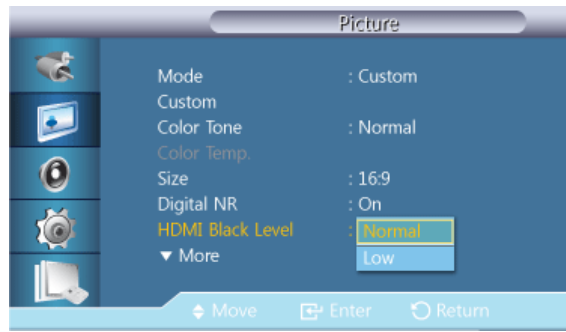 Picture
Mode : Custom
Custom
Color Tone : Normal
Color Temp.
Size : 16:9
Digital NR : On
HDMI Black Level : Normal
▼ More Low
Move Enter Return